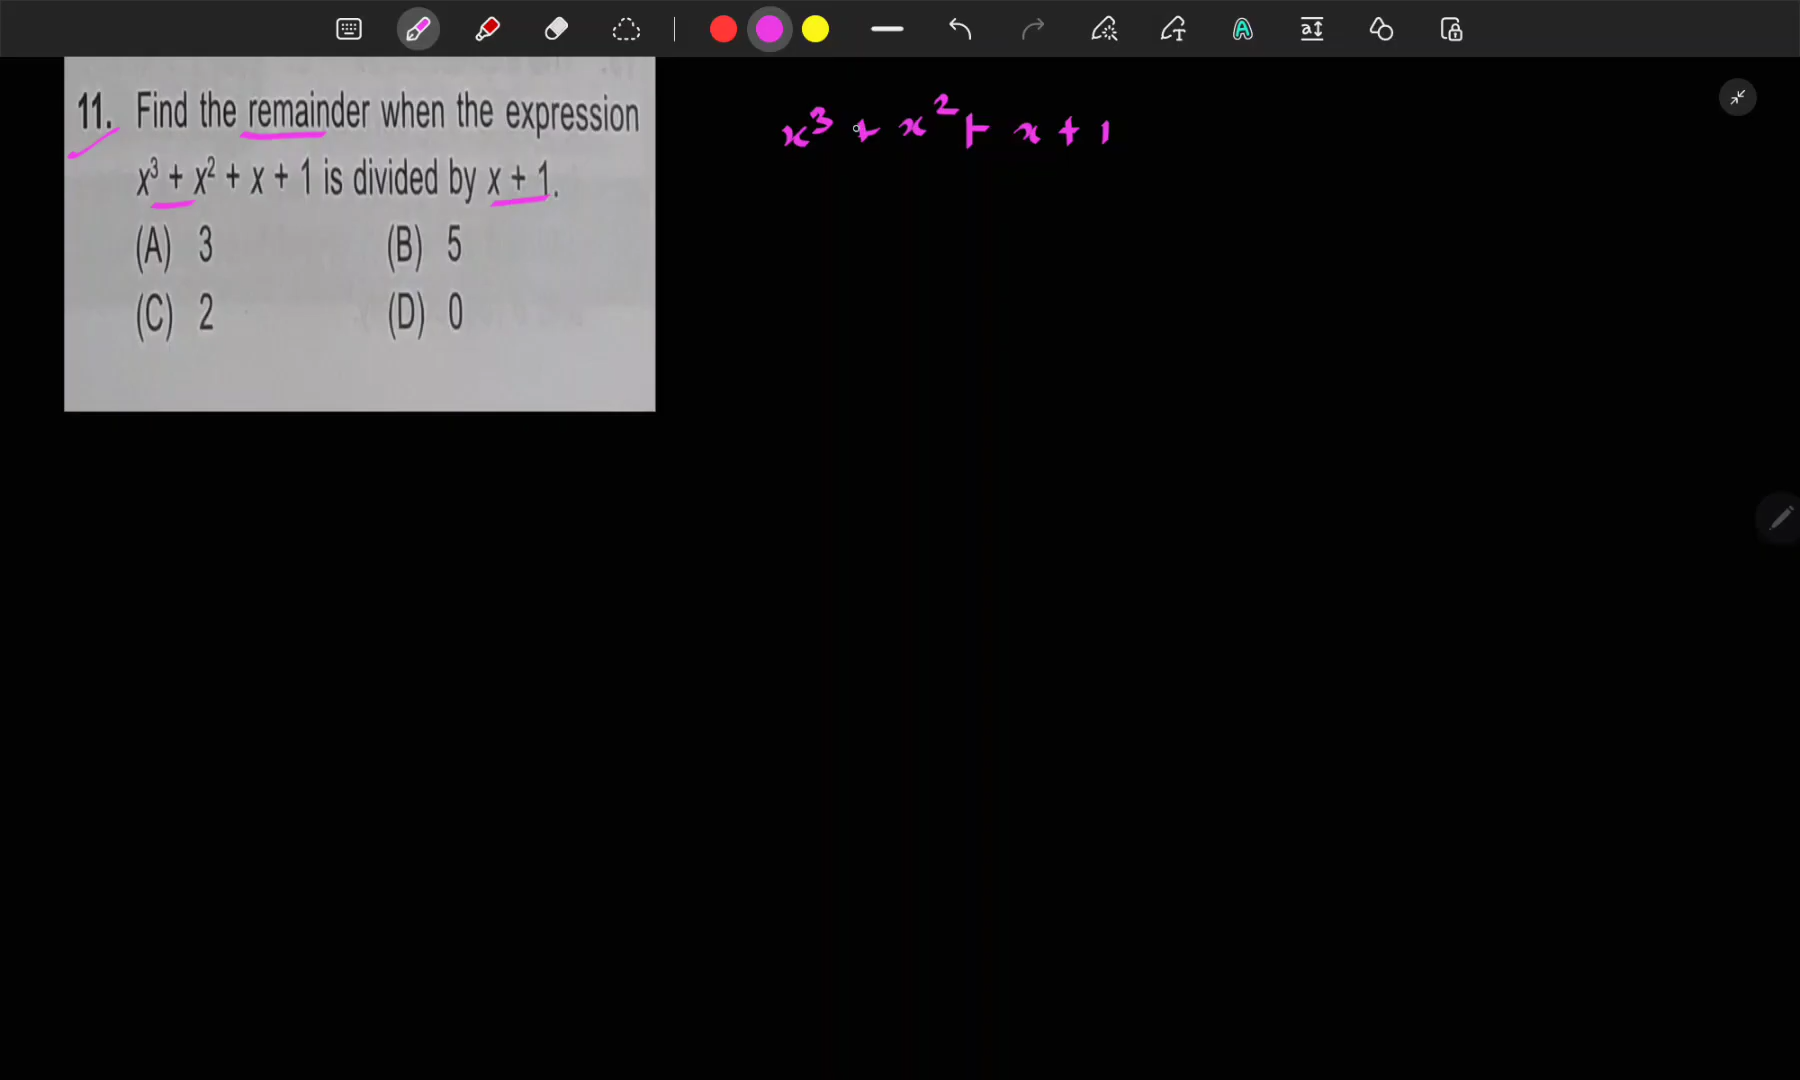 11. Find the remainder when the expression
x³ + x² + x + 1 is divided by x + 1.
(A) 3 (B) 5
(C) 2 (D) 0
x³ + x² + x + 1